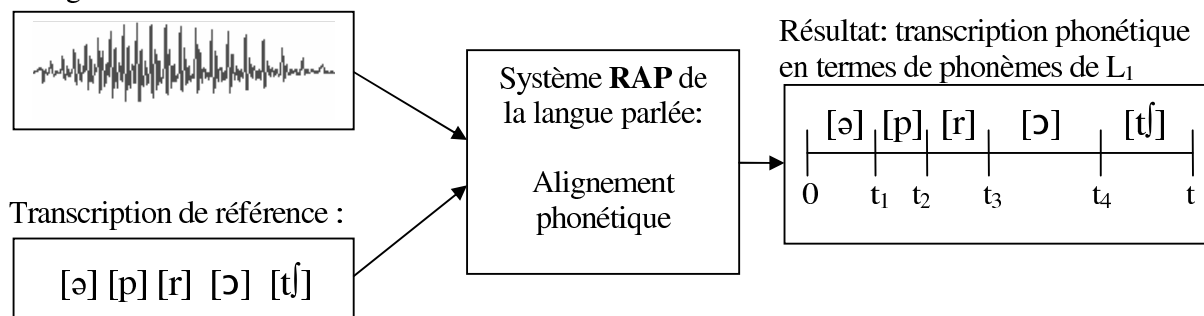 Système RAP de
la langue parlée:
Alignement
phonétique
Résultat: transcription phonétique
en termes de phonèmes de L₁
[ə] [p] [r] [ɔ] [tʃ]
0 t₁ t₂ t₃ t₄ t
Transcription de référence :
[ə] [p] [r] [ɔ] [tʃ]